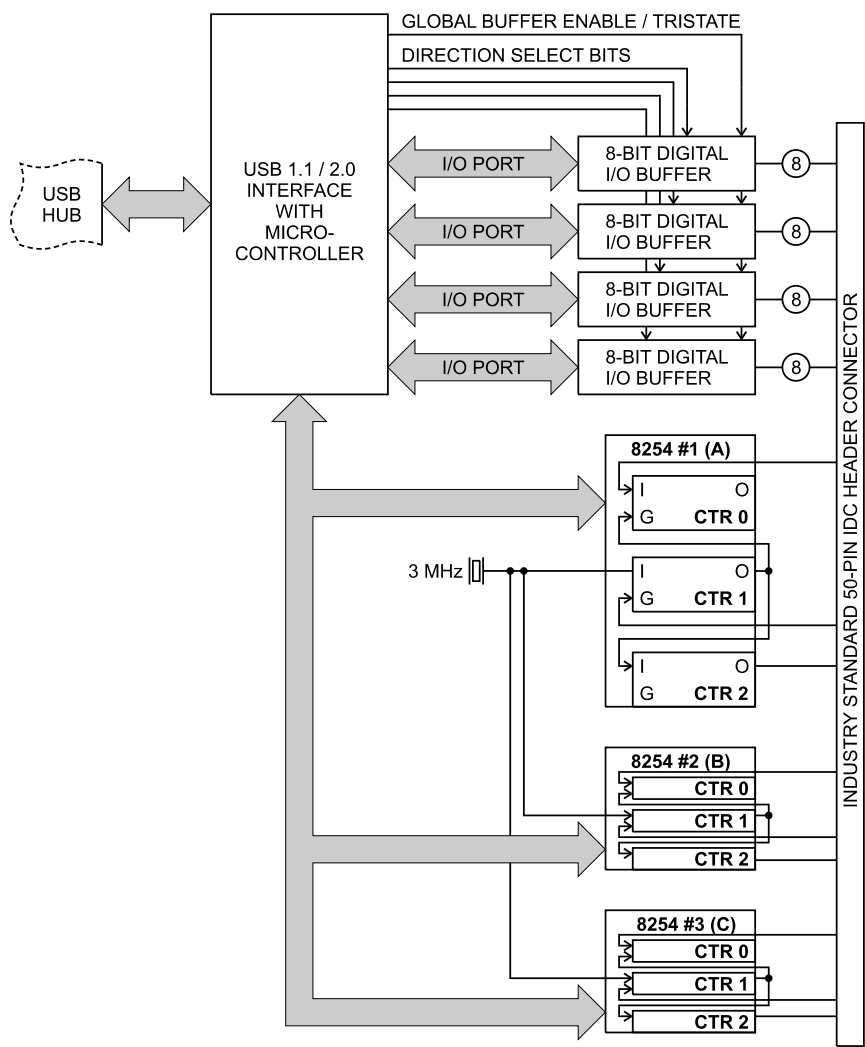 GLOBAL BUFFER ENABLE / TRISTATE
DIRECTION SELECT BITS
USB
HUB
USB 1.1 / 2.0
INTERFACE
WITH
MICRO-
CONTROLLER
I/O PORT
8-BIT DIGITAL
I/O BUFFER
8
I/O PORT
8-BIT DIGITAL
I/O BUFFER
8
I/O PORT
8-BIT DIGITAL
I/O BUFFER
8
I/O PORT
8-BIT DIGITAL
I/O BUFFER
8
INDUSTRY STANDARD 50-PIN IDC HEADER CONNECTOR
8254 #1 (A)
I O
G CTR 0
3 MHz
I O
G CTR 1
I O
G CTR 2
8254 #2 (B)
CTR 0
CTR 1
CTR 2
8254 #3 (C)
CTR 0
CTR 1
CTR 2